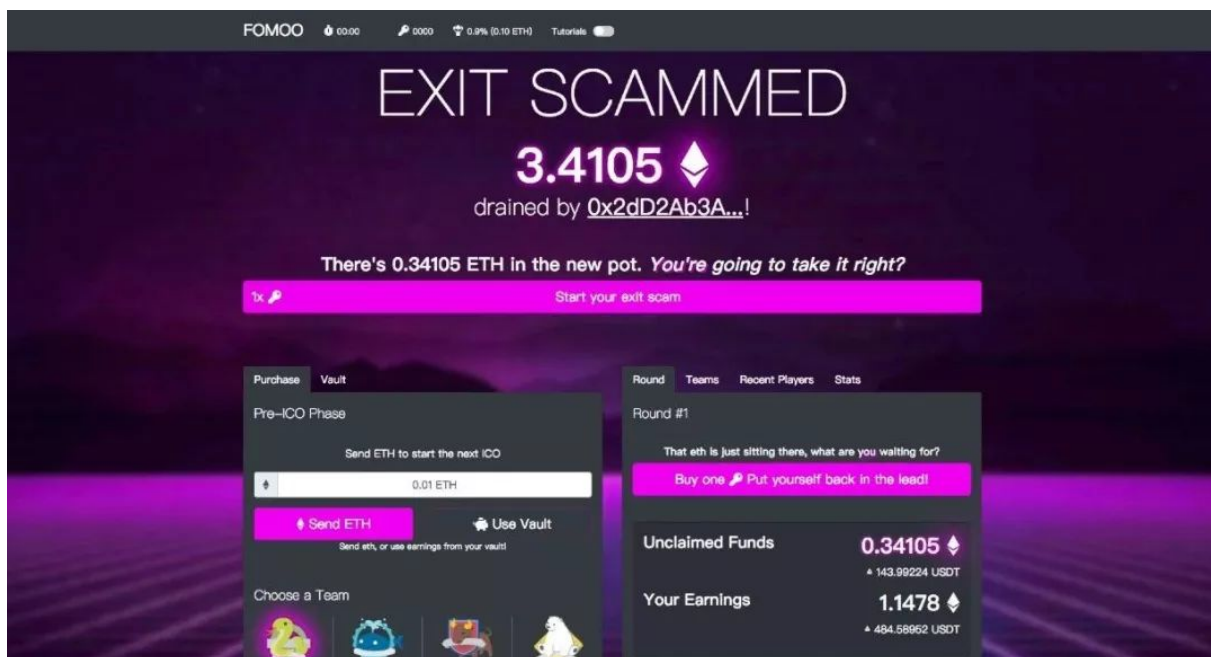 FOMOO 00:00 0000 0.9% (0.10 ETH) Tutorials
EXIT SCAMMED
3.4105
drained by 0x2dD2Ab3A...!
There's 0.34105 ETH in the new pot. You're going to take it right?
1x Start your exit scam
Purchase Vault
Pre-ICO Phase
Send ETH to start the next ICO
0.01 ETH
Send ETH Use Vault
Send eth, or use earnings from your vault!
Choose a Team
Round Teams Recent Players Stats
Round #1
That eth is just sitting there, what are you waiting for?
Buy one Put yourself back in the lead!
Unclaimed Funds 0.34105
143.99224 USDT
Your Earnings 1.1478
484.58952 USDT